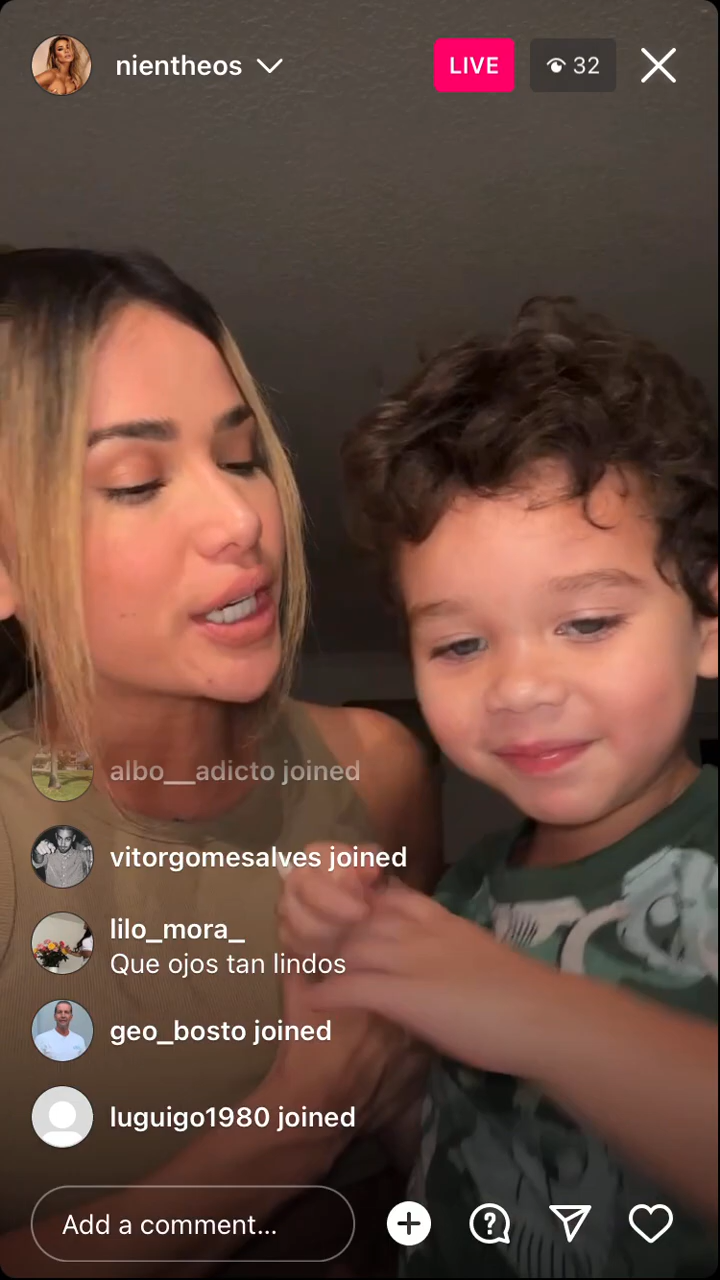 nientheos
LIVE
32
albo__adicto joined
vitorgomesalves joined
lilo_mora_
Que ojos tan lindos
geo_bosto joined
luguigo1980 joined
Add a comment...